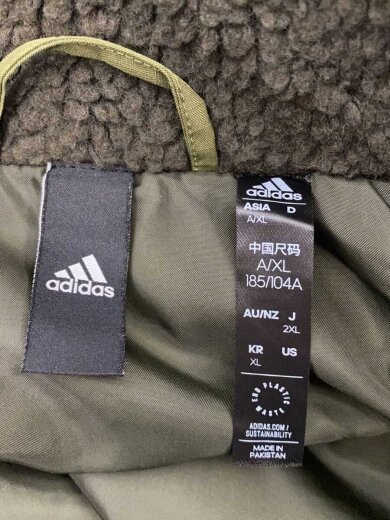 adidas
adidas
ASIA D
A/XL
中国尺码
A/XL
185/104A
AU/NZ J
2XL
KR US
XL
END PLASTIC WASTE
ADIDAS.COM/
SUSTAINABILITY
MADE IN
PAKISTAN